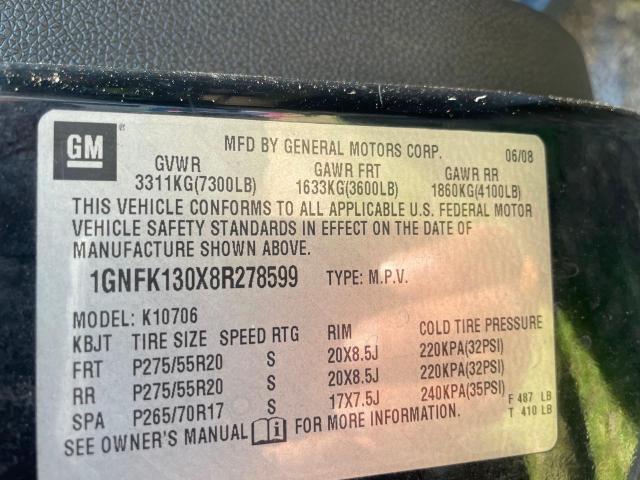 GM ®
MFD BY GENERAL MOTORS CORP. 06/08
GVWR GAWR FRT GAWR RR
3311KG(7300LB) 1633KG(3600LB) 1860KG(4100LB)
THIS VEHICLE CONFORMS TO ALL APPLICABLE U.S. FEDERAL MOTOR
VEHICLE SAFETY STANDARDS IN EFFECT ON THE DATE OF
MANUFACTURE SHOWN ABOVE.
1GNFK130X8R278599 TYPE: M.P.V.
MODEL: K10706
KBJT TIRE SIZE SPEED RTG RIM COLD TIRE PRESSURE
FRT P275/55R20 S 20X8.5J 220KPA(32PSI)
RR P275/55R20 S 20X8.5J 220KPA(32PSI)
SPA P265/70R17 S 17X7.5J 240KPA(35PSI) F 487 LB
SEE OWNER'S MANUAL i FOR MORE INFORMATION. T 410 LB